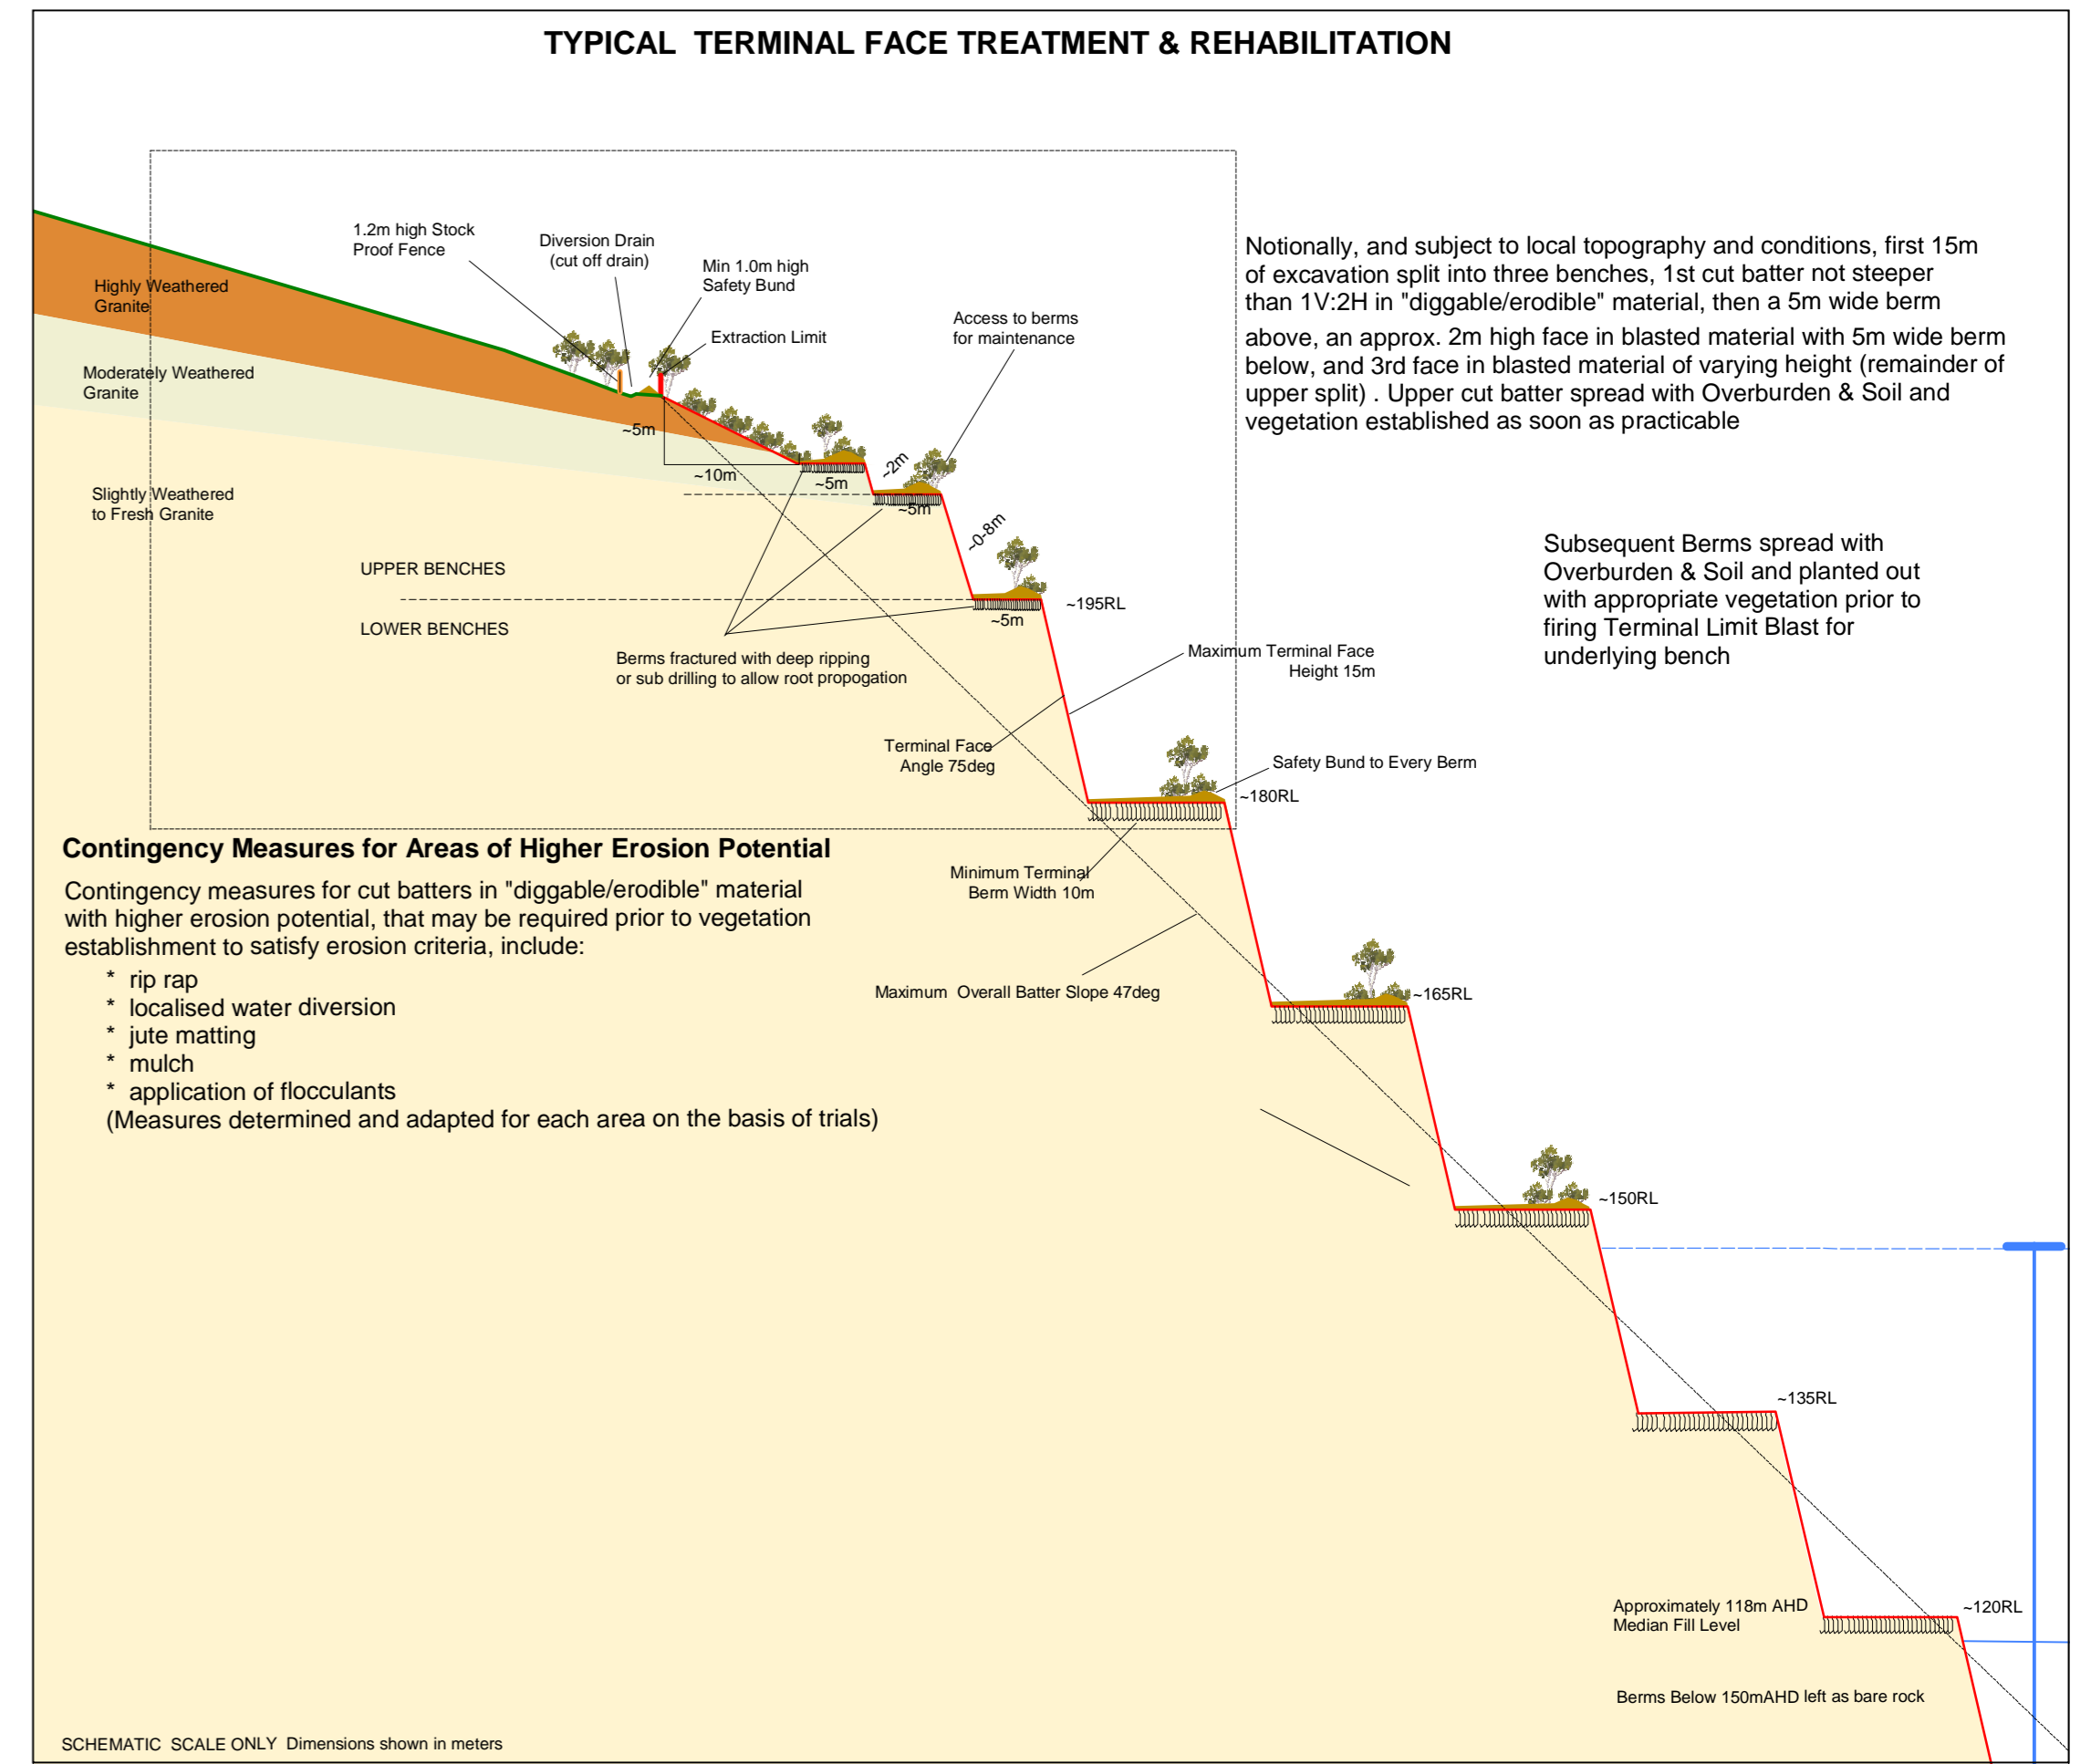 TYPICAL  TERMINAL FACE TREATMENT & REHABILITATION
1.2m high Stock
Proof Fence
Diversion Drain
(cut off drain)
Min 1.0m high
Safety Bund
Extraction Limit
Access to berms
for maintenance
Notionally, and subject to local topography and conditions, first 15m
of excavation split into three benches, 1st cut batter not steeper
than 1V:2H in "diggable/erodible" material, then a 5m wide berm
above, an approx. 2m high face in blasted material with 5m wide berm
below, and 3rd face in blasted material of varying height (remainder of
upper split) . Upper cut batter spread with Overburden & Soil and
vegetation established as soon as practicable
Highly Weathered
Granite
Moderately Weathered
Granite
Slightly Weathered
to Fresh Granite
~5m
~10m
~5m
~2m
~5m
~0-8m
~5m
~195RL
UPPER BENCHES
LOWER BENCHES
Berms fractured with deep ripping
or sub drilling to allow root propogation
Subsequent Berms spread with
Overburden & Soil and planted out
with appropriate vegetation prior to
firing Terminal Limit Blast for
underlying bench
Maximum Terminal Face
Height 15m
Terminal Face
Angle 75deg
Safety Bund to Every Berm
~180RL
Minimum Terminal
Berm Width 10m
Maximum  Overall Batter Slope 47deg
~165RL
Contingency Measures for Areas of Higher Erosion Potential
Contingency measures for cut batters in "diggable/erodible" material
with higher erosion potential, that may be required prior to vegetation
establishment to satisfy erosion criteria, include:
* rip rap
* localised water diversion
* jute matting
* mulch
* application of flocculants
(Measures determined and adapted for each area on the basis of trials)
~150RL
~135RL
~120RL
Approximately 118m AHD
Median Fill Level
Berms Below 150mAHD left as bare rock
SCHEMATIC  SCALE ONLY  Dimensions shown in meters